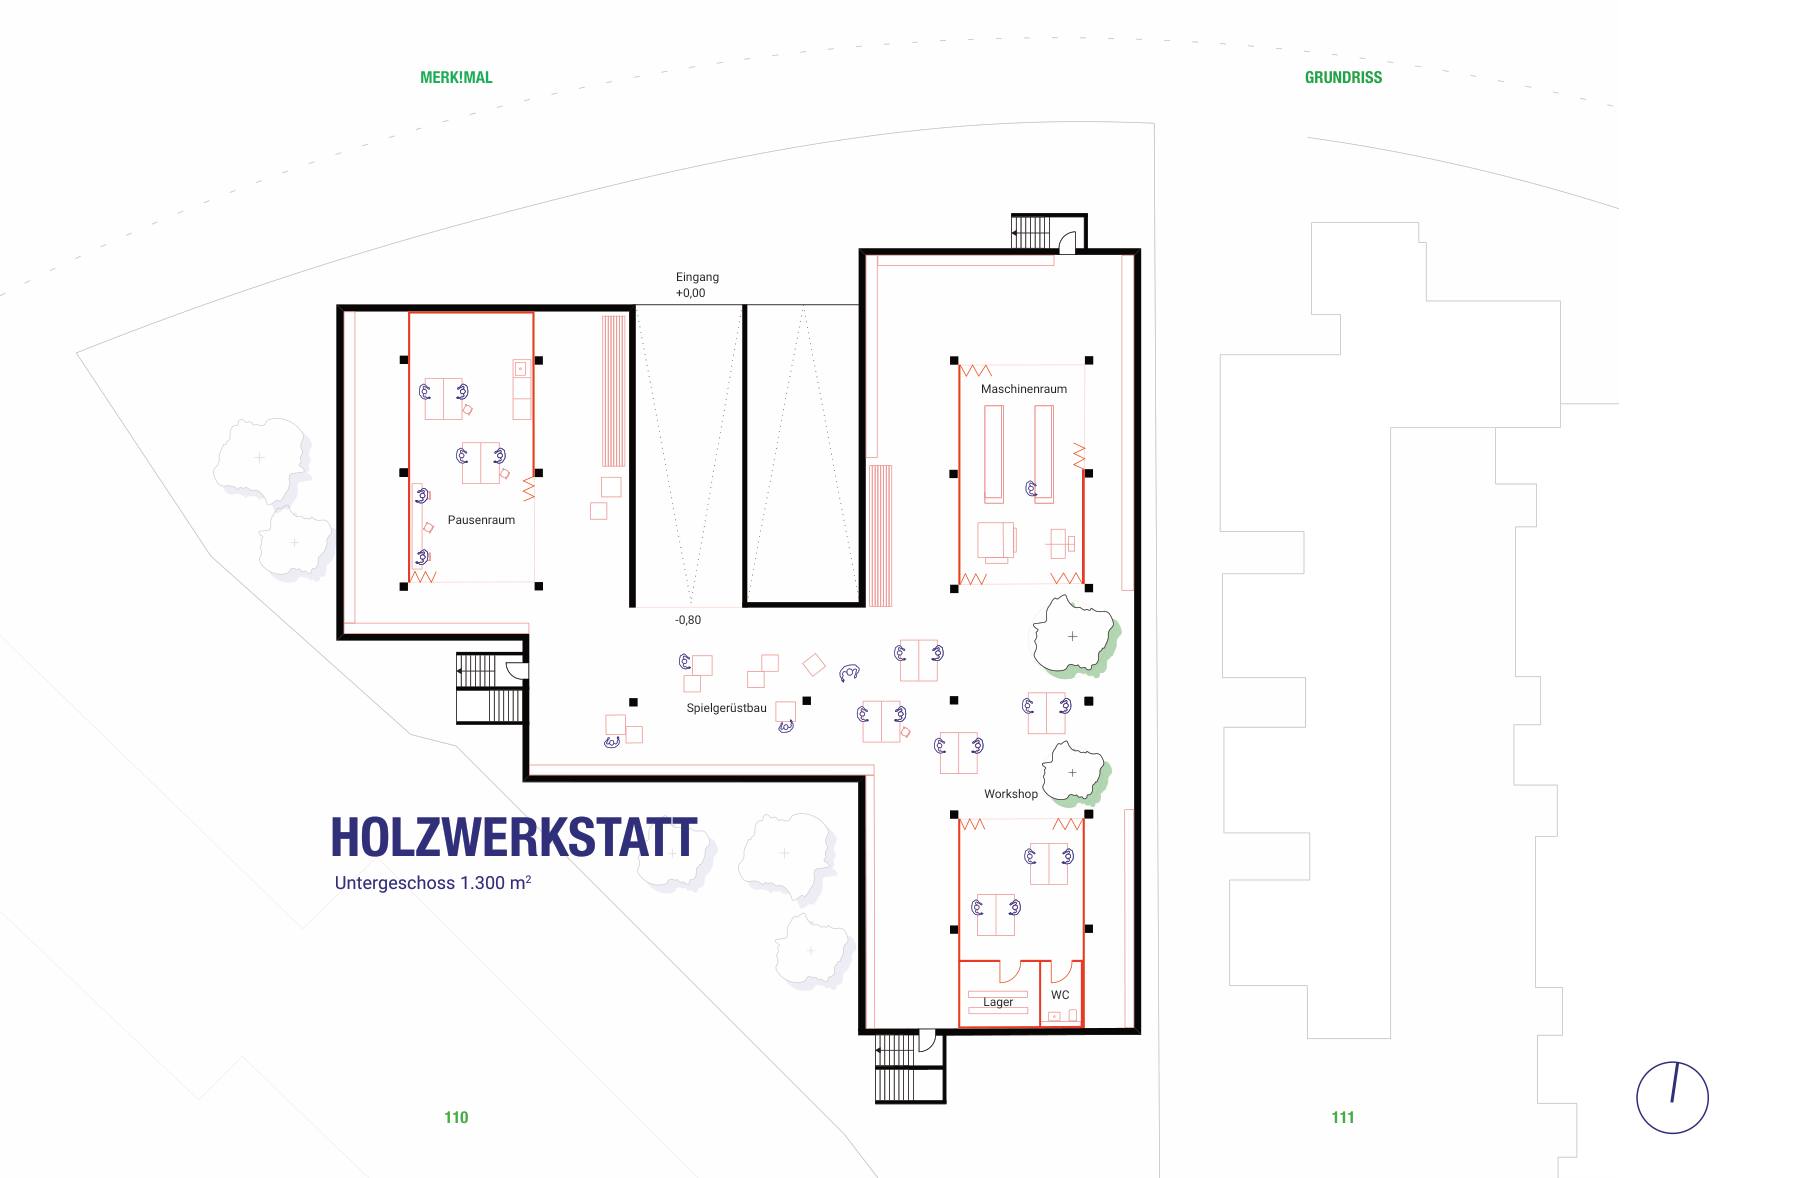 MERK!MAL
GRUNDRISS
Eingang
+0,00
Maschinenraum
Pausenraum
-0,80
Spielgerüstbau
Workshop
HOLZWERKSTATT
Untergeschoss 1.300 m²
Lager
WC
110
111